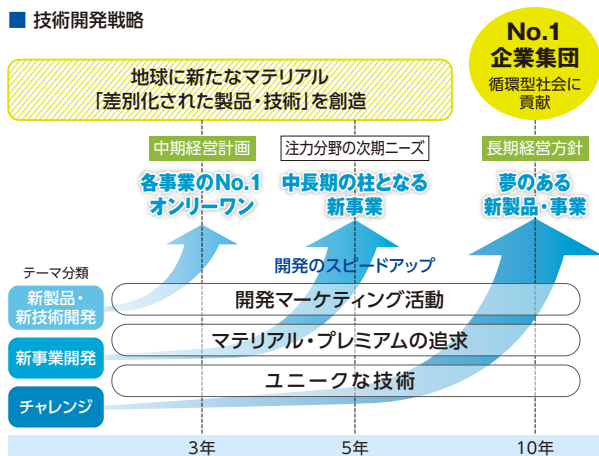 ■ 技術開発戦略
No.1
企業集団
循環型社会に
貢献
地球に新たなマテリアル
「差別化された製品・技術」を創造
中期経営計画
注力分野の次期ニーズ
長期経営方針
各事業のNo.1
オンリーワン
中長期の柱となる
新事業
夢のある
新製品・事業
テーマ分類
開発のスピードアップ
新製品・
新技術開発
開発マーケティング活動
新事業開発
マテリアル・プレミアムの追求
チャレンジ
ユニークな技術
3年
5年
10年